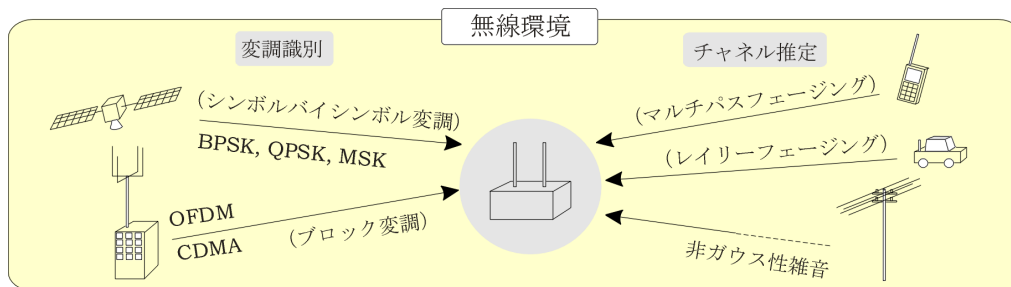 無線環境
変調識別
チャネル推定
(シンボルバイシンボル変調)
BPSK, QPSK, MSK
OFDM
CDMA
(ブロック変調)
(マルチパスフェージング)
(レイリーフェージング)
非ガウス性雑音